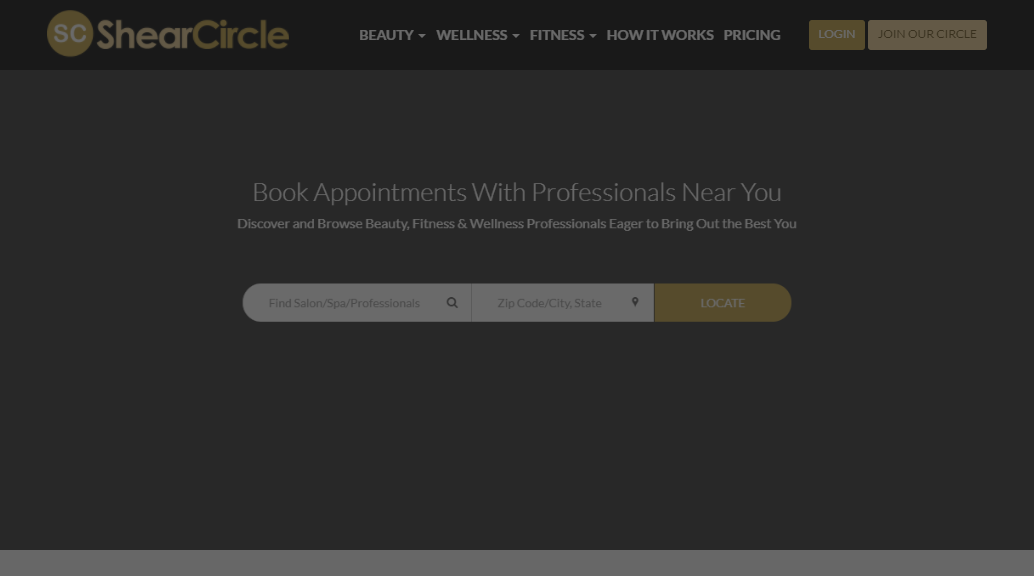 SC ShearCircle
BEAUTY WELLNESS FITNESS HOW IT WORKS PRICING LOGIN JOIN OUR CIRCLE
Book Appointments With Professionals Near You
Discover and Browse Beauty, Fitness & Wellness Professionals Eager to Bring Out the Best You
Find Salon/Spa/Professionals Zip Code/City, State LOCATE